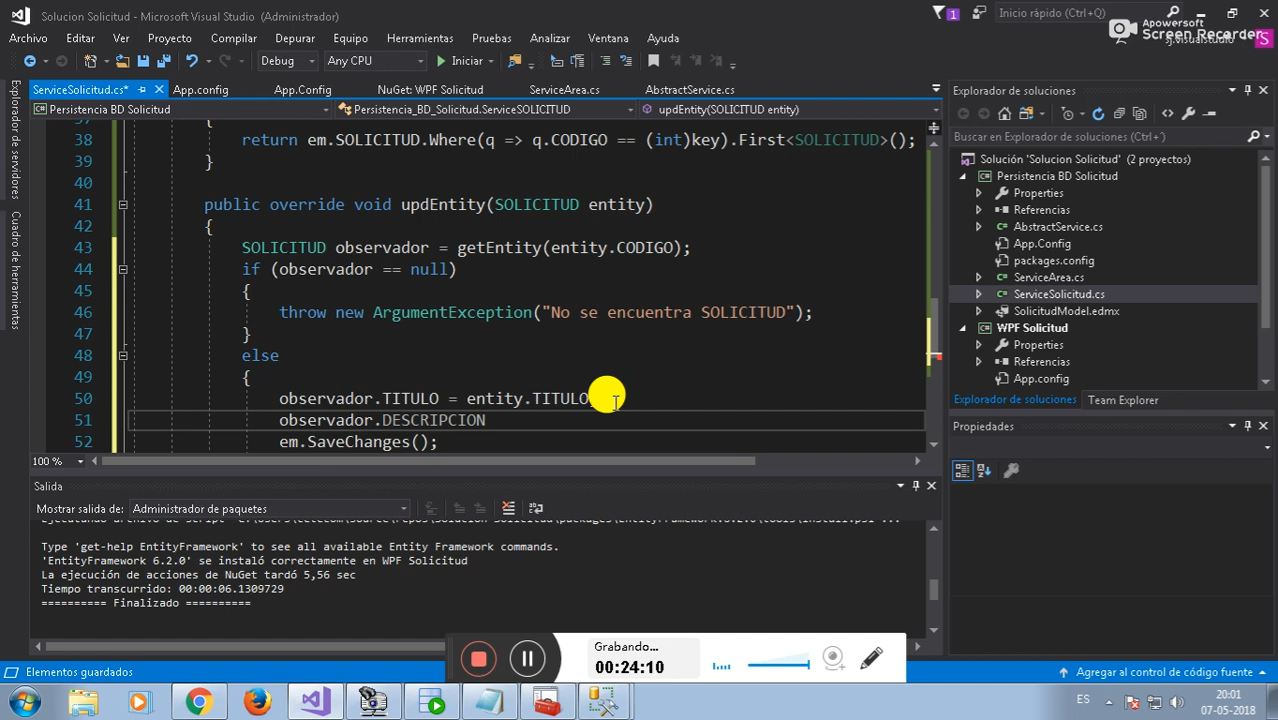 Solucion Solicitud - Microsoft Visual Studio (Administrador)
1
Inicio rápido (Ctrl+Q)
Apowersoft
Screen Recorder
Archivo Editar Ver Proyecto Compilar Depurar Equipo Herramientas Pruebas Analizar Ventana Ayuda
sj.visualstudio
S
Debug Any CPU Iniciar
ServiceSolicitud.cs* App.config App.Config NuGet: WPF Solicitud ServiceArea.cs AbstractService.cs
Persistencia BD Solicitud Persistencia_BD_Solicitud.ServiceSOLICITUD updEntity(SOLICITUD entity)
Explorador de servidores
Cuadro de herramientas
37 {
38 return em.SOLICITUD.Where(q => q.CODIGO == (int)key).First<SOLICITUD>();
39 }
40
41 public override void updEntity(SOLICITUD entity)
42 {
43 SOLICITUD observador = getEntity(entity.CODIGO);
44 if (observador == null)
45 {
46 throw new ArgumentException("No se encuentra SOLICITUD");
47 }
48 else
49 {
50 observador.TITULO = entity.TITULO
51 observador.DESCRIPCION
52 em.SaveChanges();
100 %
Explorador de soluciones
Buscar en Explorador de soluciones (Ctrl+´)
Solución 'Solucion Solicitud' (2 proyectos)
Persistencia BD Solicitud
Properties
Referencias
AbstractService.cs
App.Config
packages.config
ServiceArea.cs
ServiceSolicitud.cs
SolicitudModel.edmx
WPF Solicitud
Properties
Referencias
App.config
Explorador de soluciones Team Explorer
Propiedades
Salida
Mostrar salida de: Administrador de paquetes
Type 'get-help EntityFramework' to see all available Entity Framework commands.
'EntityFramework 6.2.0' se instaló correctamente en WPF Solicitud
La ejecución de acciones de NuGet tardó 5,56 sec
Tiempo transcurrido: 00:00:06.1309729
========== Finalizado ==========
Grabando...
00:24:10
Elementos guardados
Agregar al control de código fuente
ES
20:01
07-05-2018